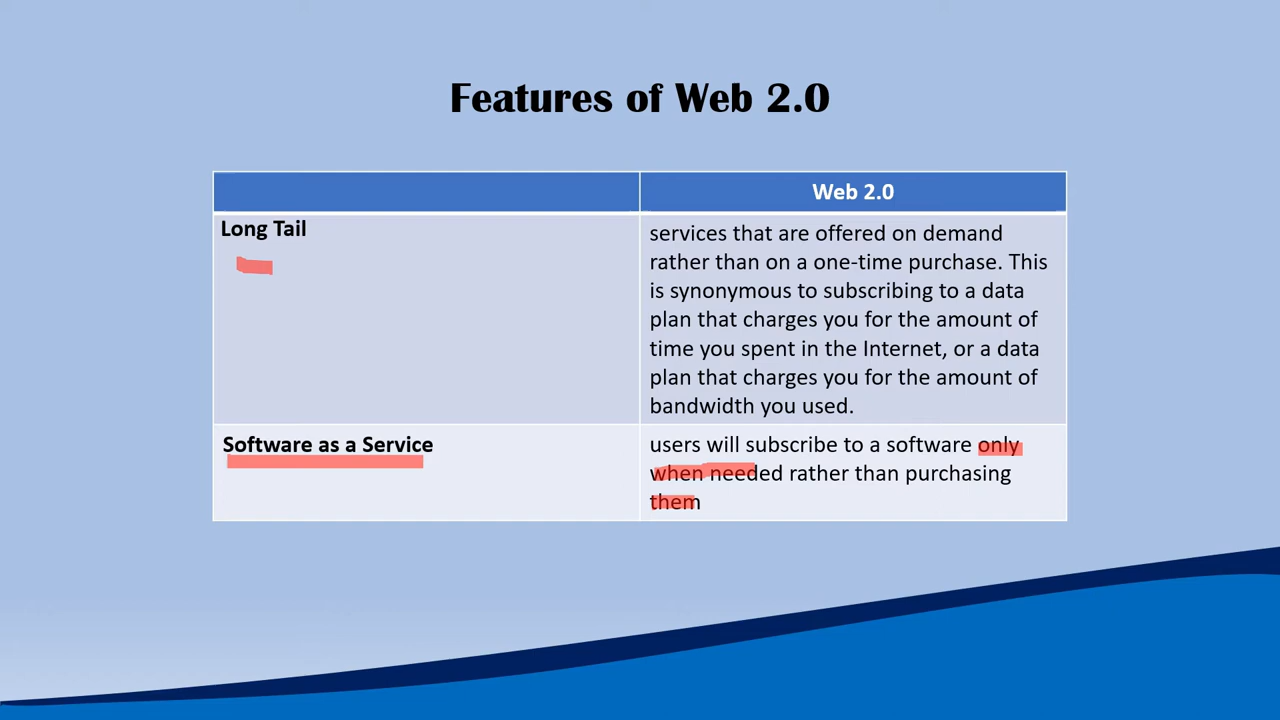 Features of Web 2.0
Web 2.0
Long Tail
services that are offered on demand
rather than on a one-time purchase. This
is synonymous to subscribing to a data
plan that charges you for the amount of
time you spent in the Internet, or a data
plan that charges you for the amount of
bandwidth you used.
Software as a Service
users will subscribe to a software only
when needed rather than purchasing
them